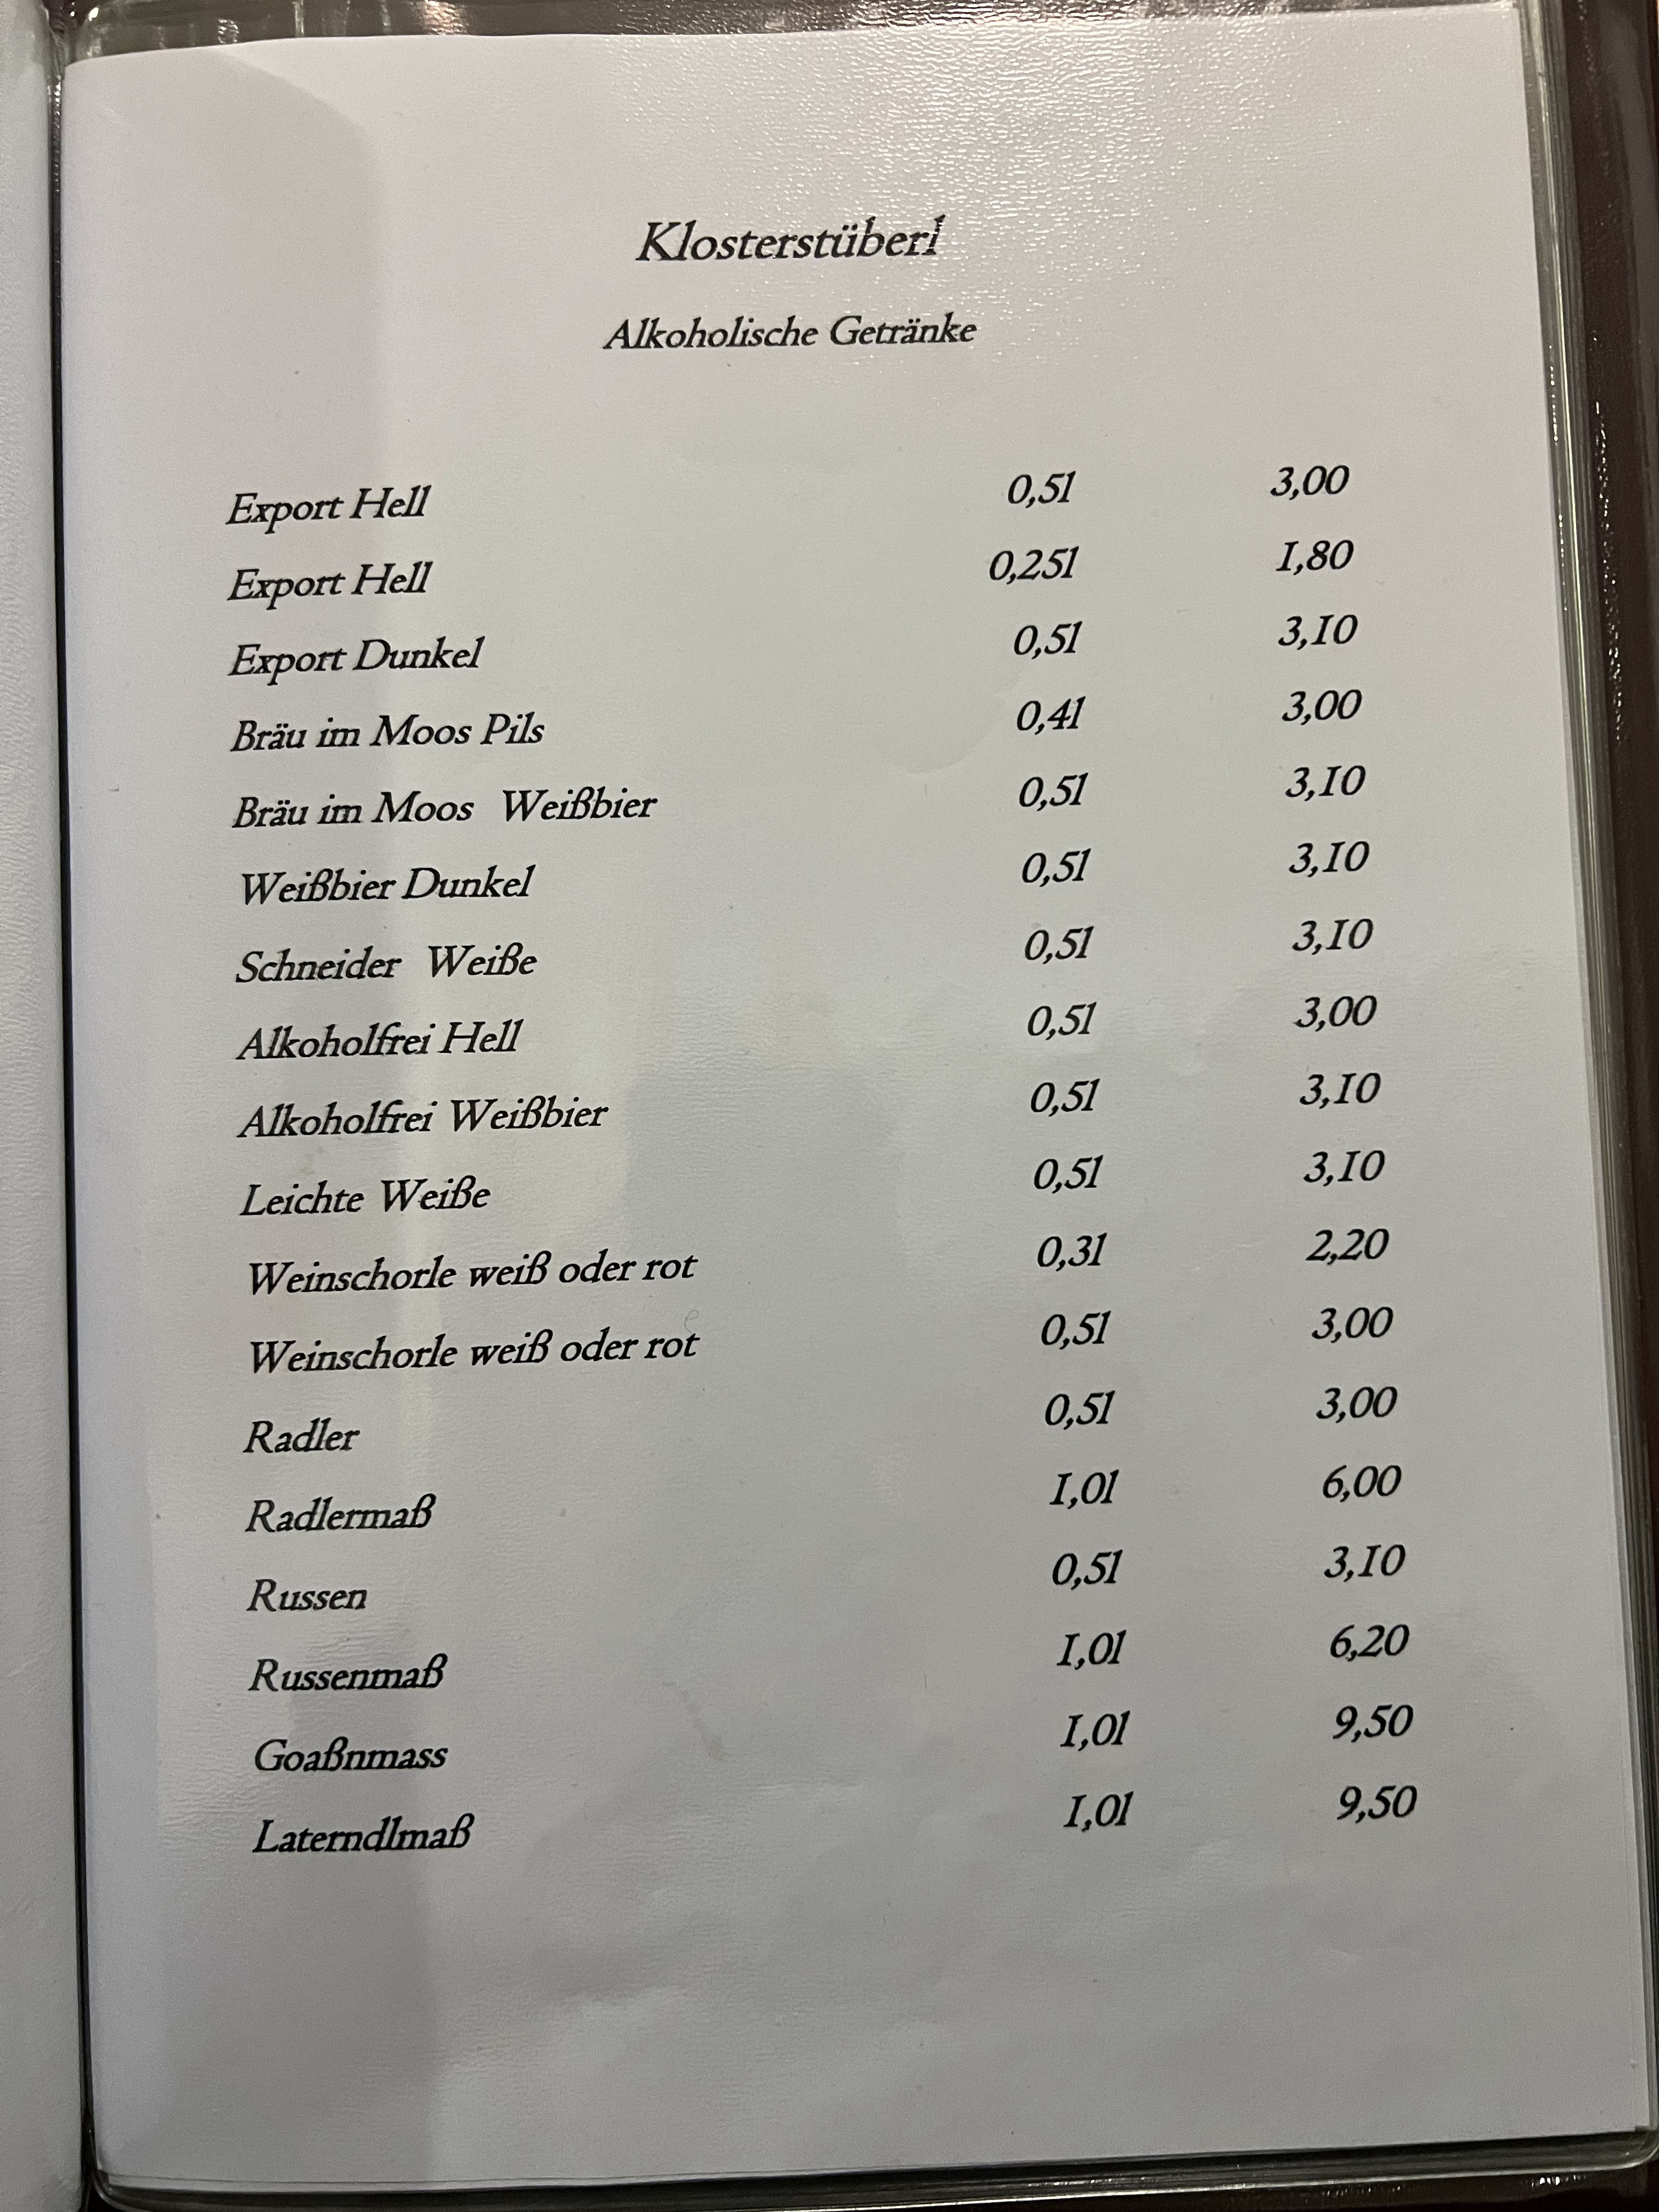 Klosterstüberl
Alkoholische Getränke
Export Hell 0,5l 3,00
Export Hell 0,25l 1,80
Export Dunkel 0,5l 3,10
Bräu im Moos Pils 0,4l 3,00
Bräu im Moos Weißbier 0,5l 3,10
Weißbier Dunkel 0,5l 3,10
Schneider Weiße 0,5l 3,10
Alkoholfrei Hell 0,5l 3,00
Alkoholfrei Weißbier 0,5l 3,10
Leichte Weiße 0,5l 3,10
Weinschorle weiß oder rot 0,3l 2,20
Weinschorle weiß oder rot 0,5l 3,00
Radler 0,5l 3,00
Radlermaß 1,0l 6,00
Russen 0,5l 3,10
Russenmaß 1,0l 6,20
Goaßnmass 1,0l 9,50
Laterndlmaß 1,0l 9,50